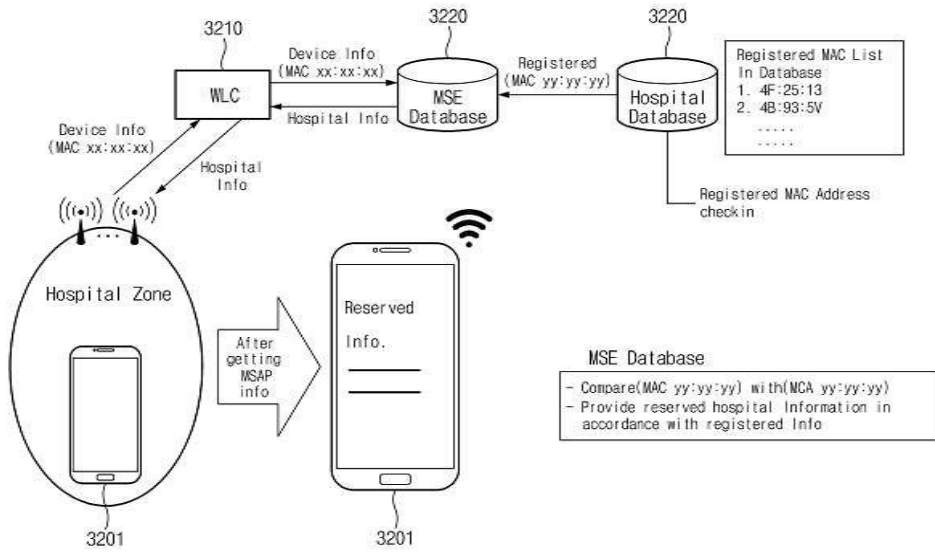 3210
3220
3220
Device Info
(MAC xx:xx:xx)
WLC
Hospital Info
MSE
Database
Registered
(MAC yy:yy:yy)
Hospital
Database
Registered MAC List
In Database
1. 4F:25:13
2. 4B:93:5V
.....
.....
Device Info
(MAC xx:xx:xx)
Hospital
Info
Registered MAC Address
checkin
...
Hospital Zone
After
getting
MSAP
info
Reserved
Info.
MSE Database
- Compare(MAC yy:yy:yy) with(MCA yy:yy:yy)
- Provide reserved hospital Information in
accordance with registered Info
3201
3201